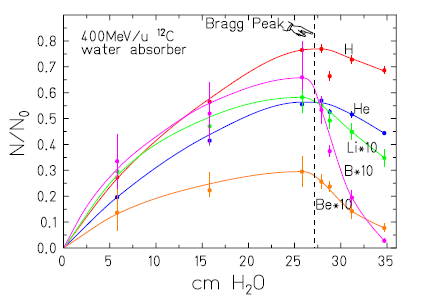 Bragg Peak
400MeV/u ¹²C
water absorber
H
He
Li*10
B*10
Be*10
N/N₀
0.8
0.7
0.6
0.5
0.4
0.3
0.2
0.1
0.0
0 5 10 15 20 25 30 35
cm H₂O